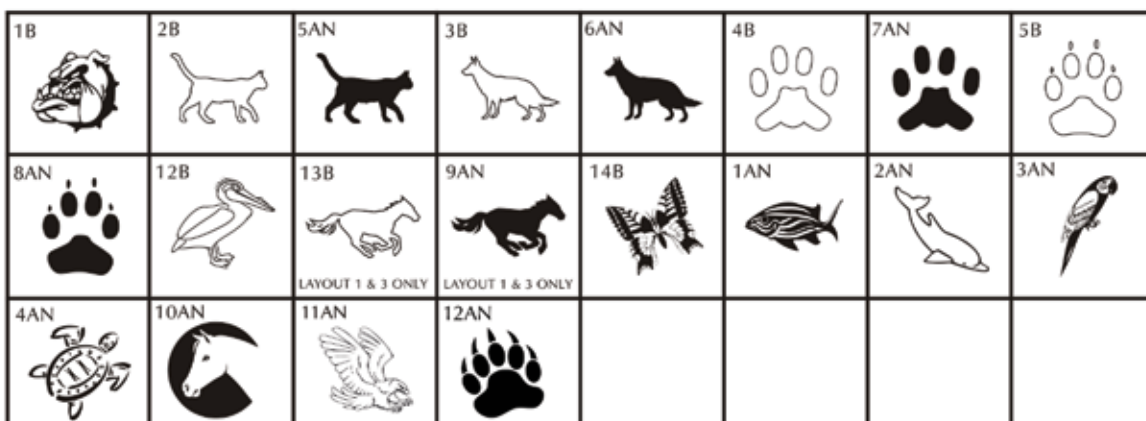 1B
2B
5AN
3B
6AN
4B
7AN
5B
8AN
12B
13B
LAYOUT 1 & 3 ONLY
9AN
LAYOUT 1 & 3 ONLY
14B
1AN
2AN
3AN
4AN
10AN
11AN
12AN